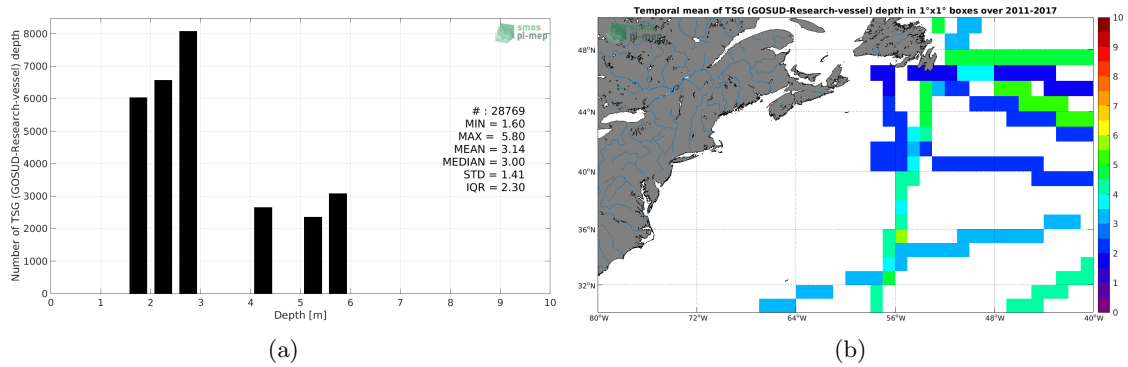 smos
pi-mep
8000
7000
6000
5000
4000
3000
2000
1000
0
Number of TSG (GOSUD-Research-vessel) depth
# : 28769
MIN = 1.60
MAX = 5.80
MEAN = 3.14
MEDIAN = 3.00
STD = 1.41
IQR = 2.30
0 1 2 3 4 5 6 7 8 9 10
Depth [m]
(a)
Temporal mean of TSG (GOSUD-Research-vessel) depth in 1°x1° boxes over 2011-2017
smos
pi-mep
48°N
44°N
40°N
36°N
32°N
80°W 72°W 64°W 56°W 48°W 40°W
10
9
8
7
6
5
4
3
2
1
0
(b)